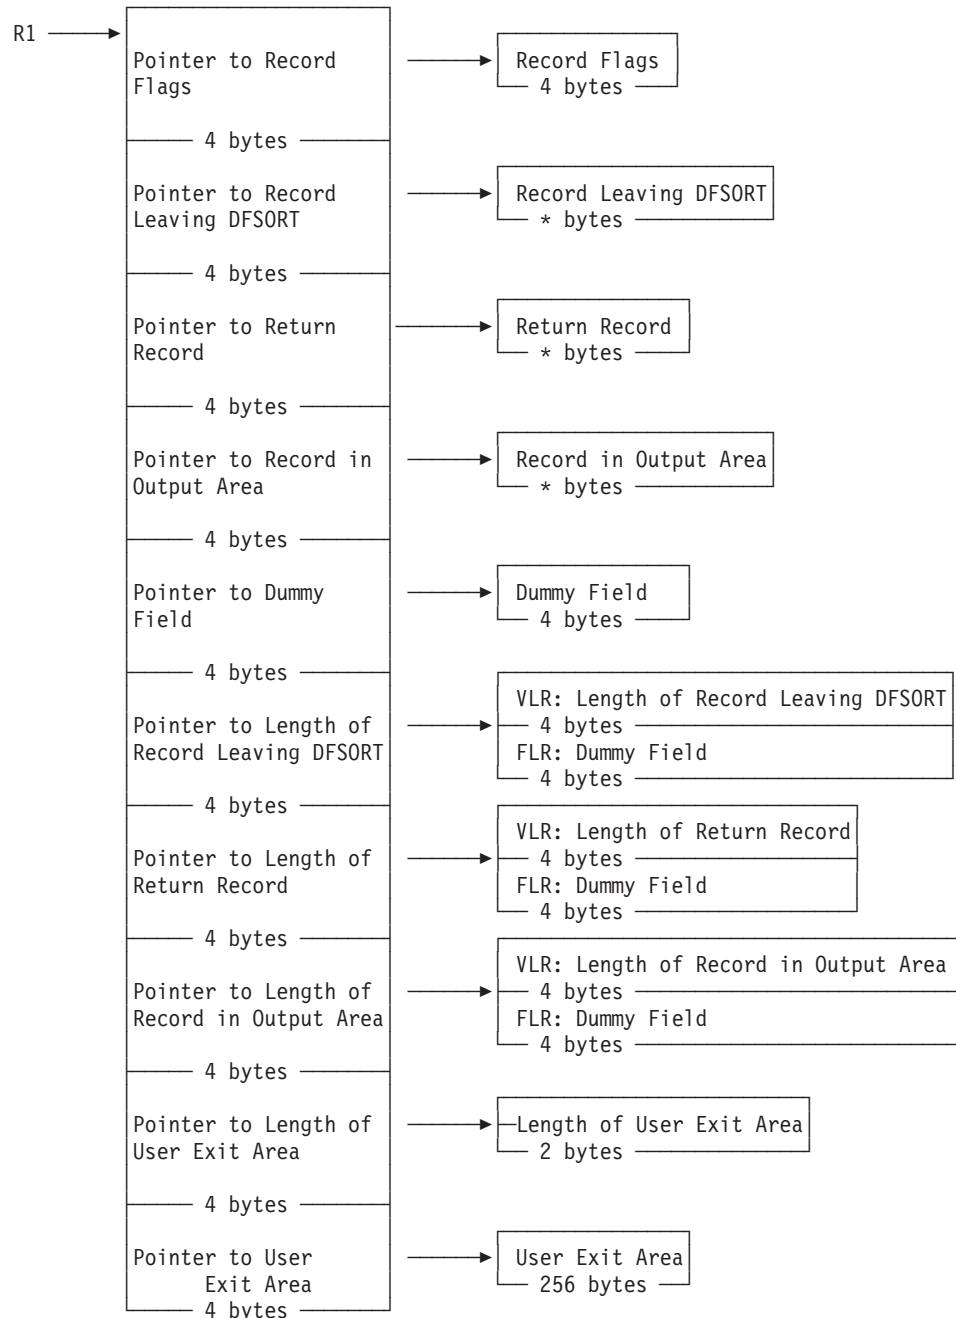 R1
Pointer to Record
Flags
4 bytes
Record Flags
4 bytes
Pointer to Record
Leaving DFSORT
4 bytes
Record Leaving DFSORT
* bytes
Pointer to Return
Record
4 bytes
Return Record
* bytes
Pointer to Record in
Output Area
4 bytes
Record in Output Area
* bytes
Pointer to Dummy
Field
4 bytes
Dummy Field
4 bytes
Pointer to Length of
Record Leaving DFSORT
4 bytes
VLR: Length of Record Leaving DFSORT
4 bytes
FLR: Dummy Field
4 bytes
Pointer to Length of
Return Record
4 bytes
VLR: Length of Return Record
4 bytes
FLR: Dummy Field
4 bytes
Pointer to Length of
Record in Output Area
4 bytes
VLR: Length of Record in Output Area
4 bytes
FLR: Dummy Field
4 bytes
Pointer to Length of
User Exit Area
4 bytes
Length of User Exit Area
2 bytes
Pointer to User
Exit Area
4 bytes
User Exit Area
256 bytes